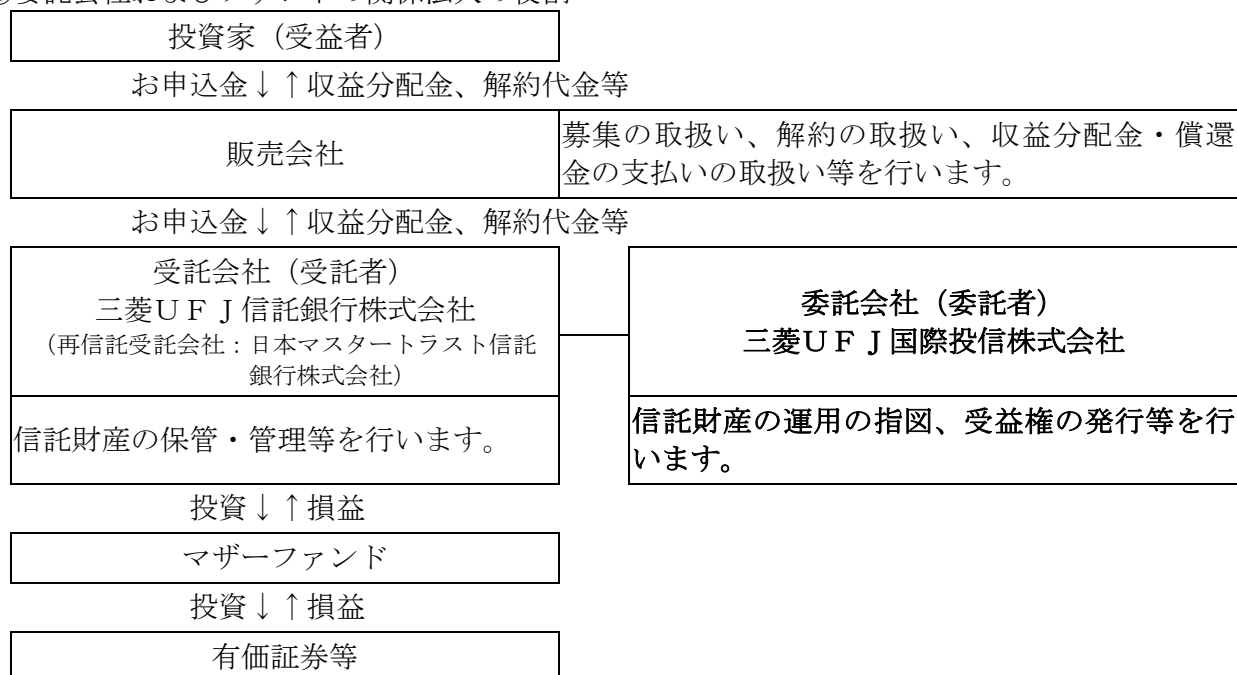 投資家（受益者）
お申込金↓↑収益分配金、解約代金等
販売会社
募集の取扱い、解約の取扱い、収益分配金・償還
金の支払いの取扱い等を行います。
お申込金↓↑収益分配金、解約代金等
受託会社（受託者）
三菱ＵＦＪ信託銀行株式会社
（再信託受託会社：日本マスタートラスト信託
銀行株式会社）
委託会社（委託者）
三菱ＵＦＪ国際投信株式会社
信託財産の保管・管理等を行います。
信託財産の運用の指図、受益権の発行等を行
います。
投資↓↑損益
マザーファンド
投資↓↑損益
有価証券等